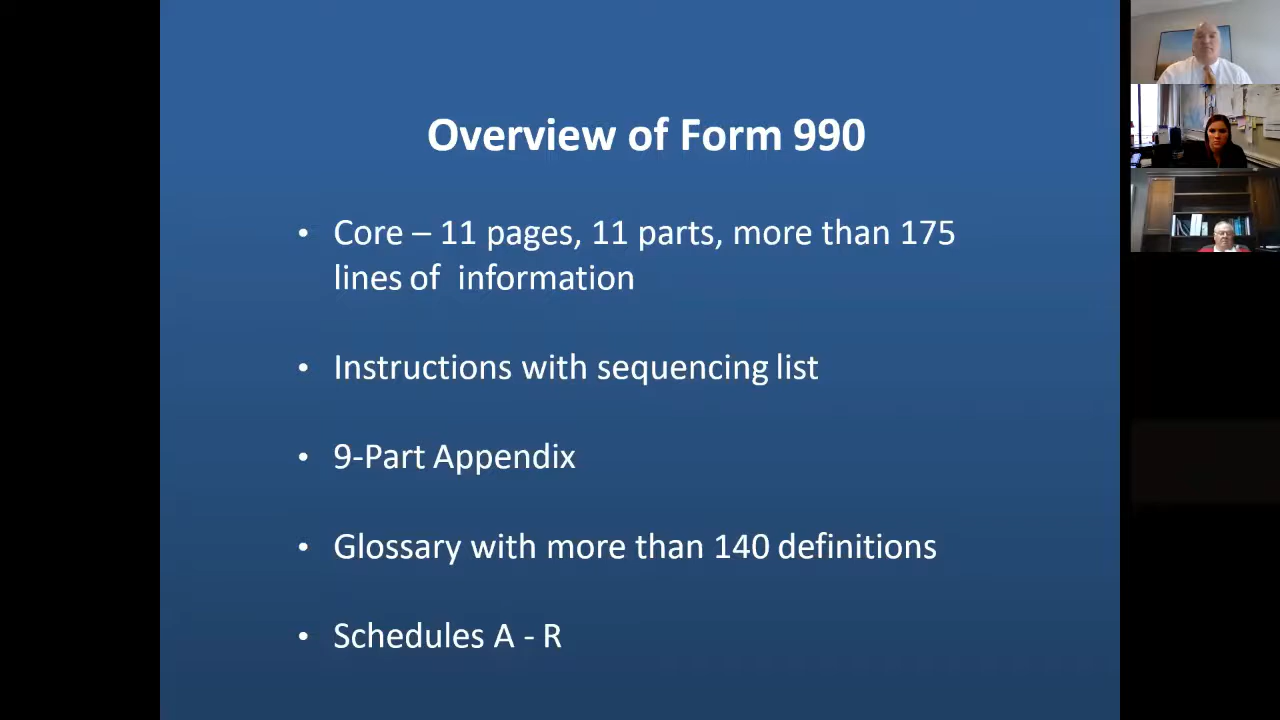 Overview of Form 990
• Core – 11 pages, 11 parts, more than 175
lines of information
• Instructions with sequencing list
• 9-Part Appendix
• Glossary with more than 140 definitions
• Schedules A - R